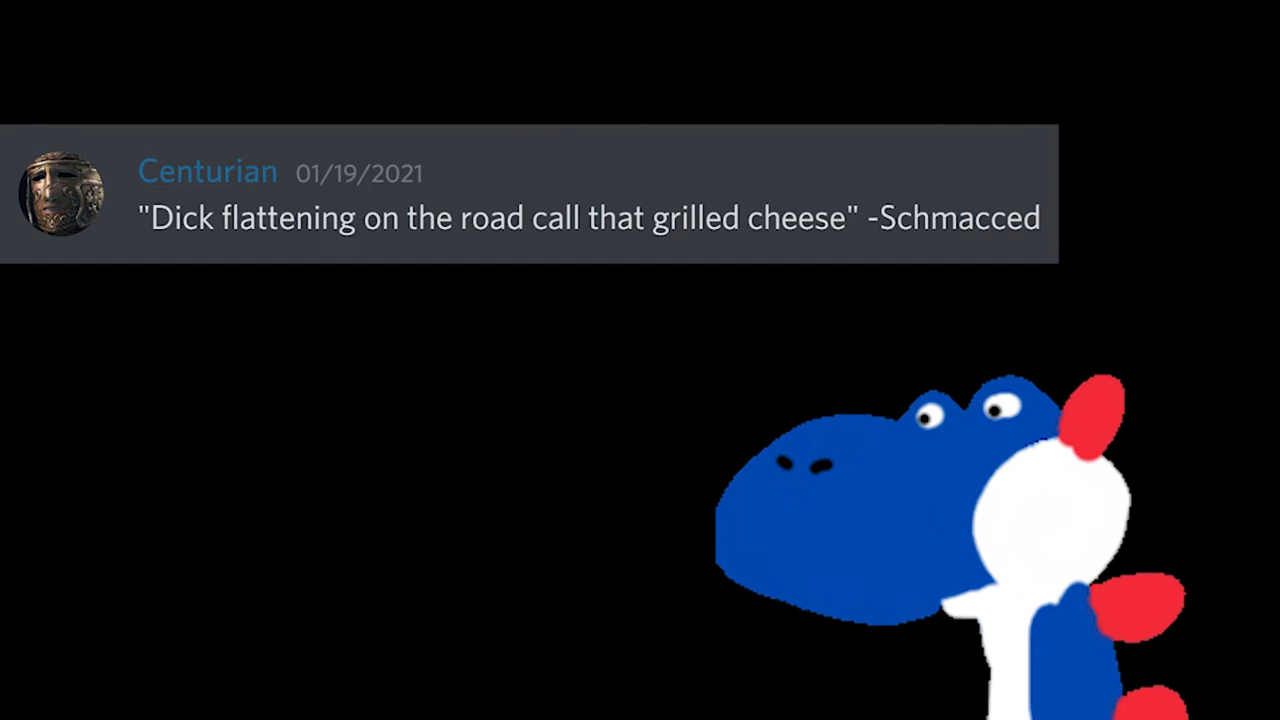 Centurian 01/19/2021
"Dick flattening on the road call that grilled cheese" -Schmacced